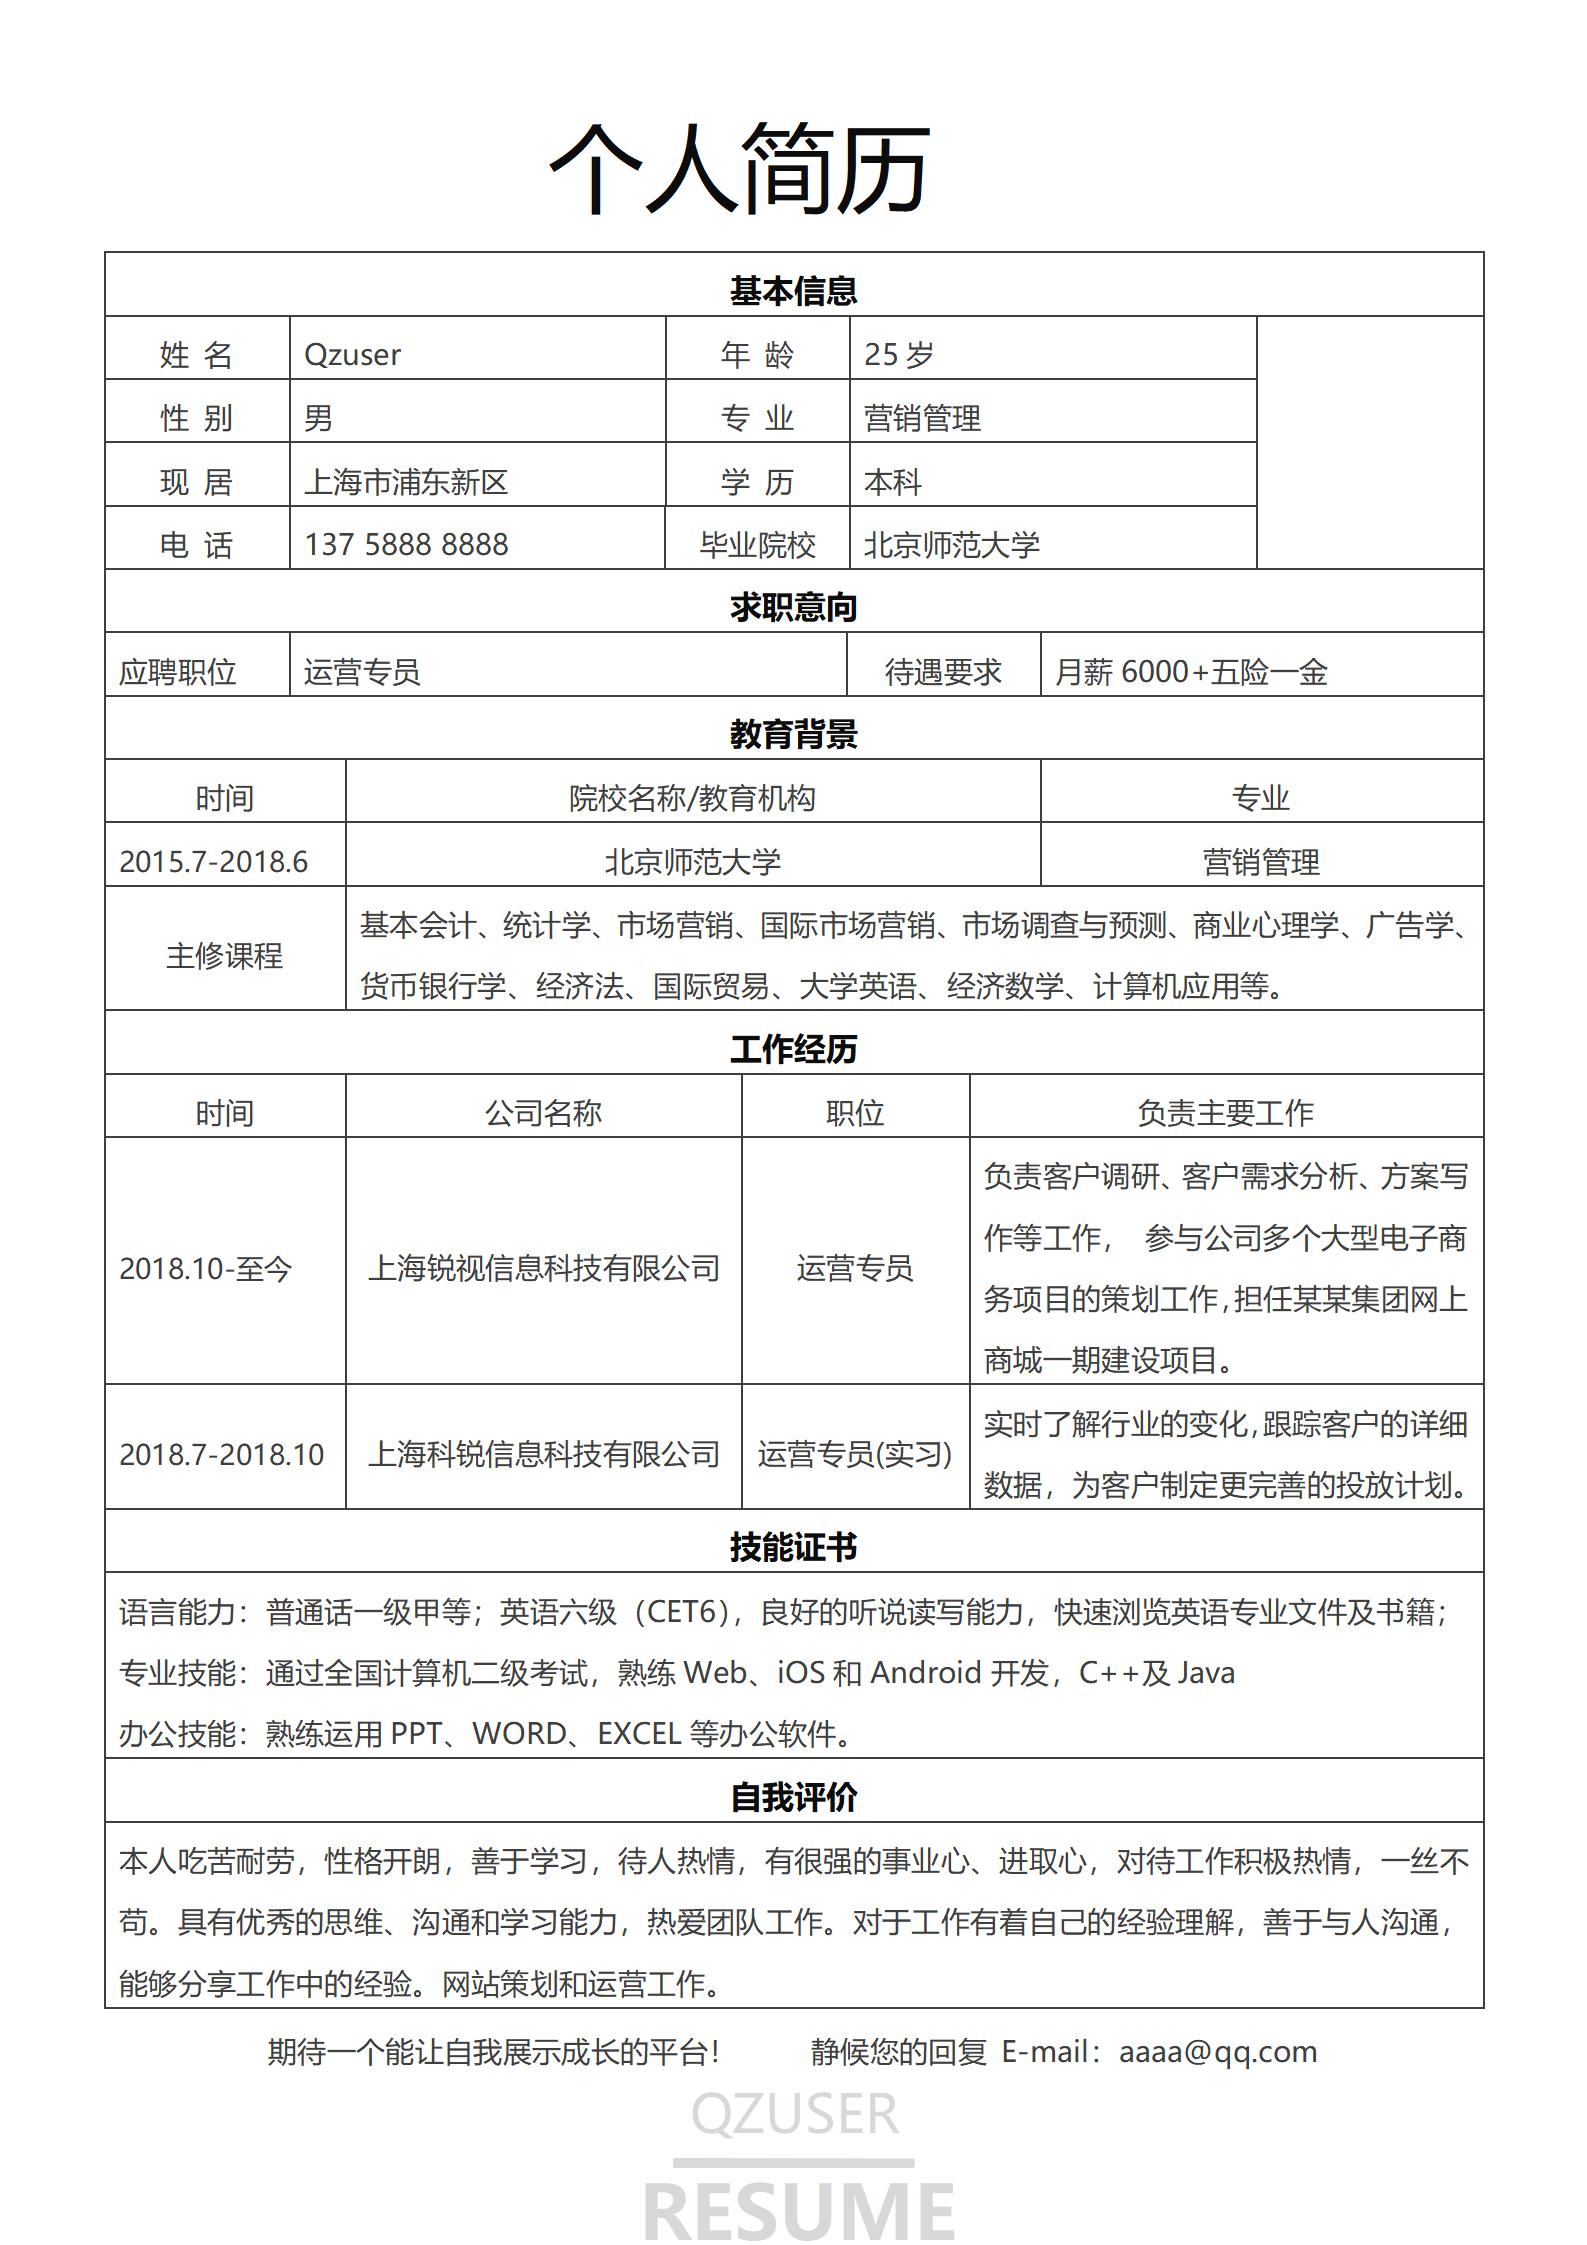 个人简历
基本信息
姓 名 Qzuser 年 龄 25 岁
性 别 男 专 业 营销管理
现 居 上海市浦东新区 学 历 本科
电 话 137 5888 8888 毕业院校 北京师范大学
求职意向
应聘职位 运营专员 待遇要求 月薪 6000+五险一金
教育背景
时间 院校名称/教育机构 专业
2015.7-2018.6 北京师范大学 营销管理
主修课程
基本会计、统计学、市场营销、国际市场营销、市场调查与预测、商业心理学、广告学、
货币银行学、经济法、国际贸易、大学英语、经济数学、计算机应用等。
工作经历
时间 公司名称 职位 负责主要工作
2018.10-至今 上海锐视信息科技有限公司 运营专员
负责客户调研、客户需求分析、方案写
作等工作， 参与公司多个大型电子商
务项目的策划工作，担任某某集团网上
商城一期建设项目。
2018.7-2018.10 上海科锐信息科技有限公司 运营专员(实习)
实时了解行业的变化，跟踪客户的详细
数据，为客户制定更完善的投放计划。
技能证书
语言能力：普通话一级甲等；英语六级（CET6），良好的听说读写能力，快速浏览英语专业文件及书籍；
专业技能：通过全国计算机二级考试，熟练 Web、iOS 和 Android 开发，C++及 Java
办公技能：熟练运用 PPT、WORD、EXCEL 等办公软件。
自我评价
本人吃苦耐劳，性格开朗，善于学习，待人热情，有很强的事业心、进取心，对待工作积极热情，一丝不
苟。具有优秀的思维、沟通和学习能力，热爱团队工作。对于工作有着自己的经验理解，善于与人沟通，
能够分享工作中的经验。网站策划和运营工作。
期待一个能让自我展示成长的平台！ 静候您的回复 E-mail：aaaa@qq.com
QZUSER
RESUME